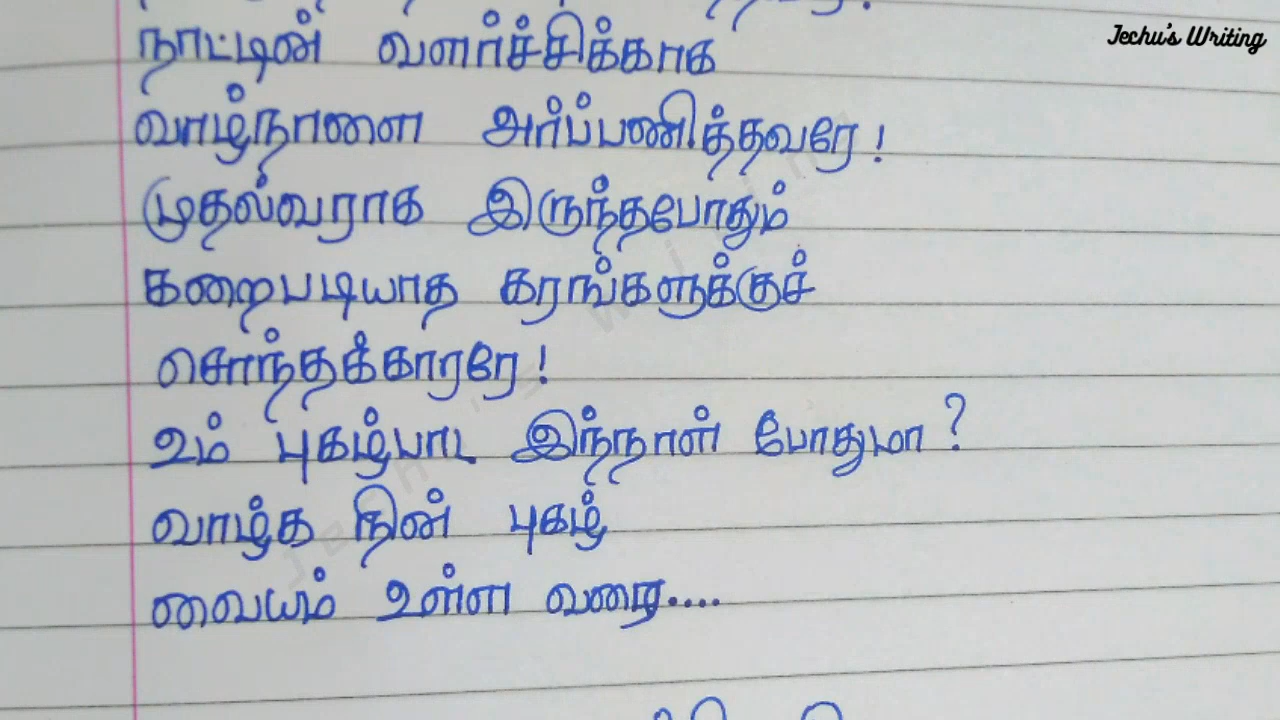 Jechu's Writing
நாட்டின் வளர்ச்சிக்காக
வாழ்நாளை அர்ப்பணித்தவரே!
முதல்வராக இருந்தபோதும்
கறைபடியாத கரங்களுக்குச்
சொந்தக்காரரே!
உம் புகழ்பாட இந்நாள் போதுமா?
வாழ்க நின் புகழ்
வையம் உள்ள வரை....